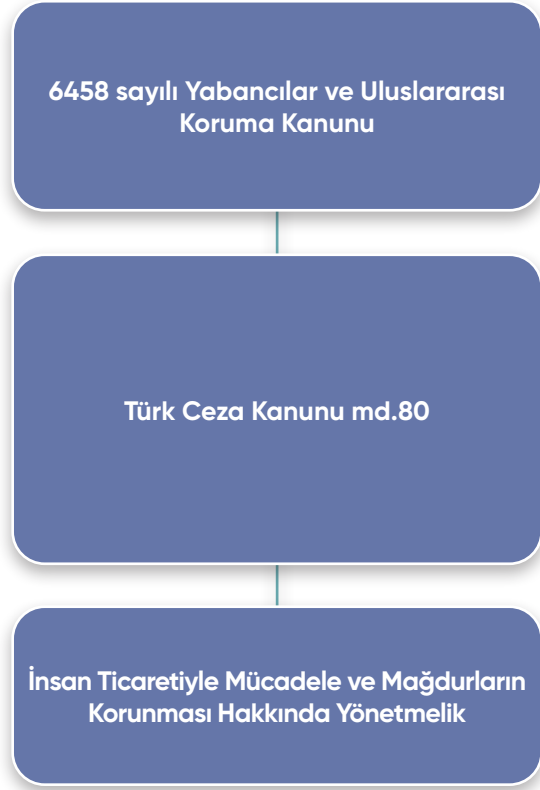 6458 sayılı Yabancılar ve Uluslararası
Koruma Kanunu
Türk Ceza Kanunu md.80
İnsan Ticaretiyle Mücadele ve Mağdurların
Korunması Hakkında Yönetmelik